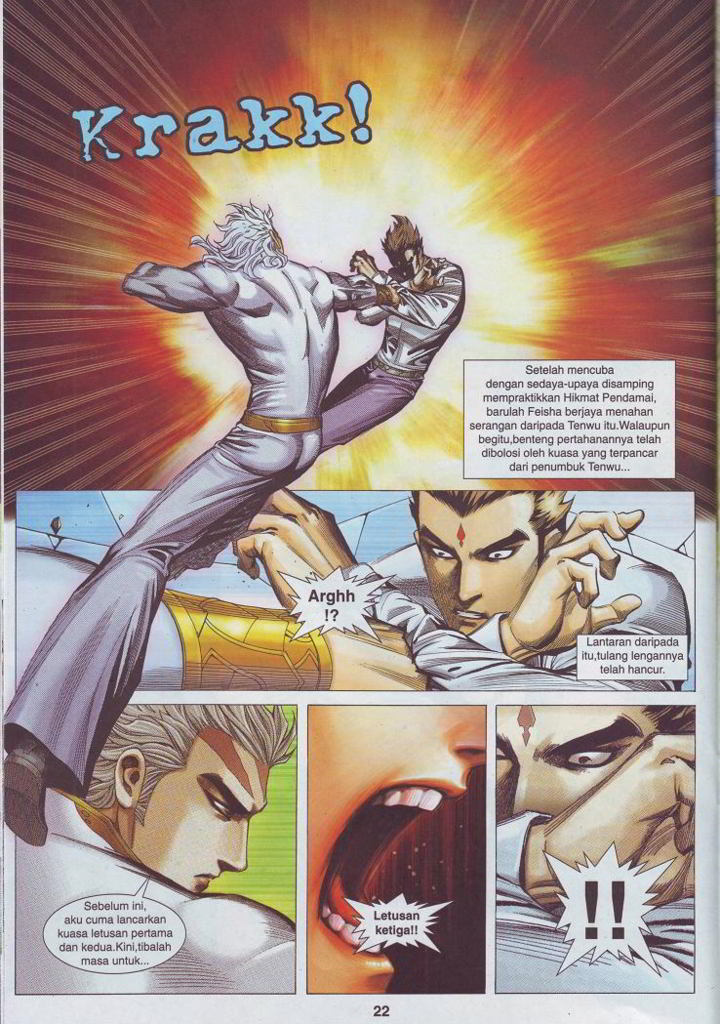 Krakk!
Setelah mencuba
dengan sedaya-upaya disamping
mempraktikkan Hikmat Pendamai,
barulah Feisha berjaya menahan
serangan daripada Tenwu itu.Walaupun
begitu,benteng pertahanannya telah
dibolosi oleh kuasa yang terpancar
dari penumbuk Tenwu...
Arghh
!?
Lantaran daripada
itu,tulang lengannya
telah hancur.
Sebelum ini,
aku cuma lancarkan
kuasa letusan pertama
dan kedua.Kini,tibalah
masa untuk...
Letusan
ketiga!!
!!
22